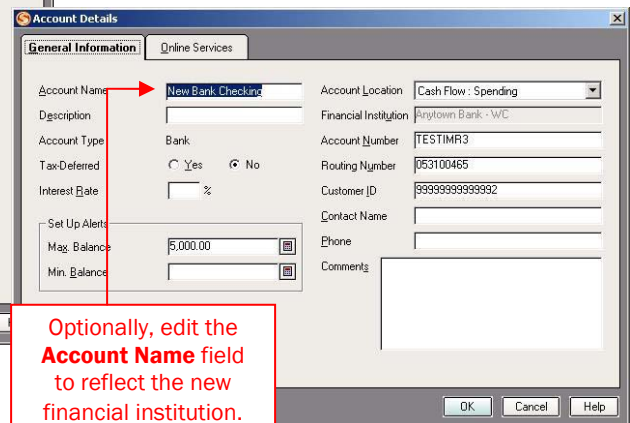 Account Details
General Information Online Services
Account Name New Bank Checking Account Location Cash Flow : Spending
Description Financial Institution Anytown Bank - WC
Account Type Bank Account Number TESTIMR3
Tax-Deferred Yes No Routing Number 053100465
Interest Rate % Customer ID 99999999999992
Contact Name
Set Up Alerts
Max. Balance 5,000.00 Phone
Min. Balance Comments
Optionally, edit the
Account Name field
to reflect the new
financial institution.
OK Cancel Help